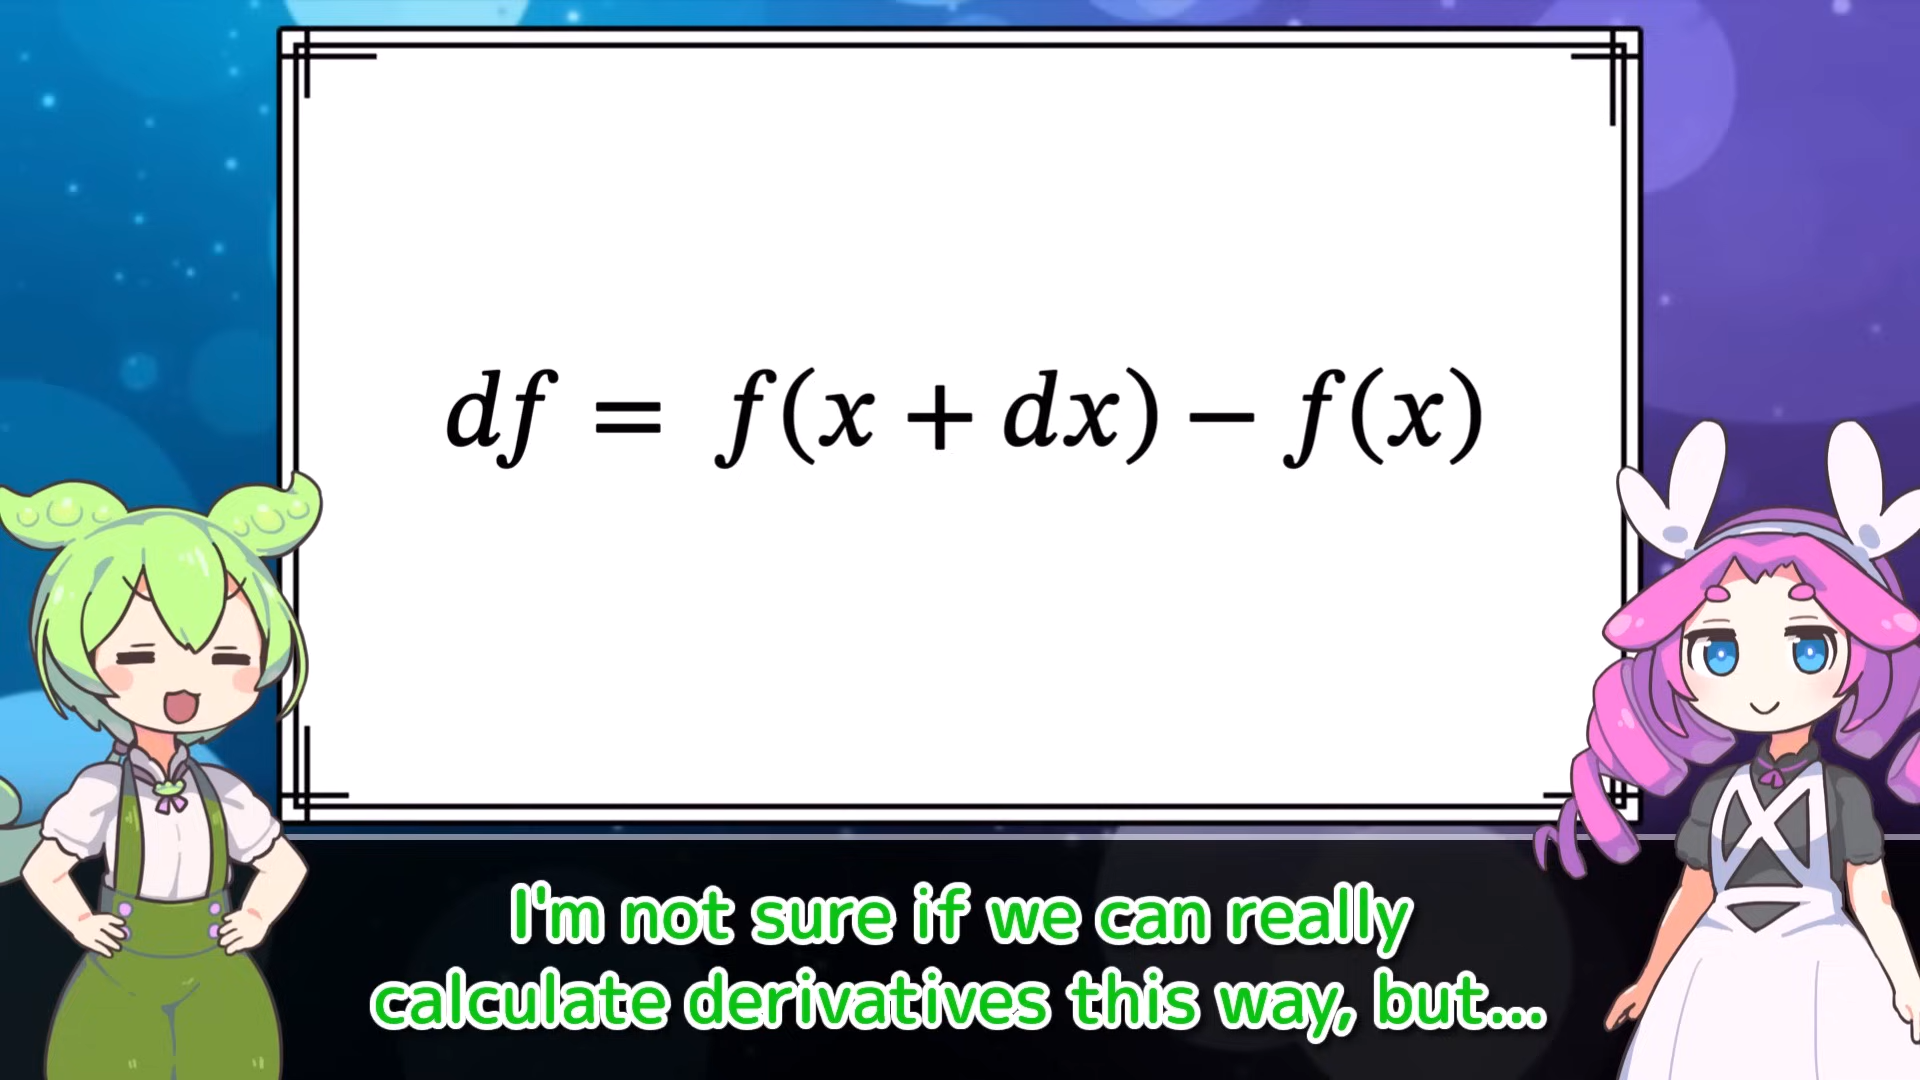 df = f(x + dx) − f(x)
I'm not sure if we can really
calculate derivatives this way, but...